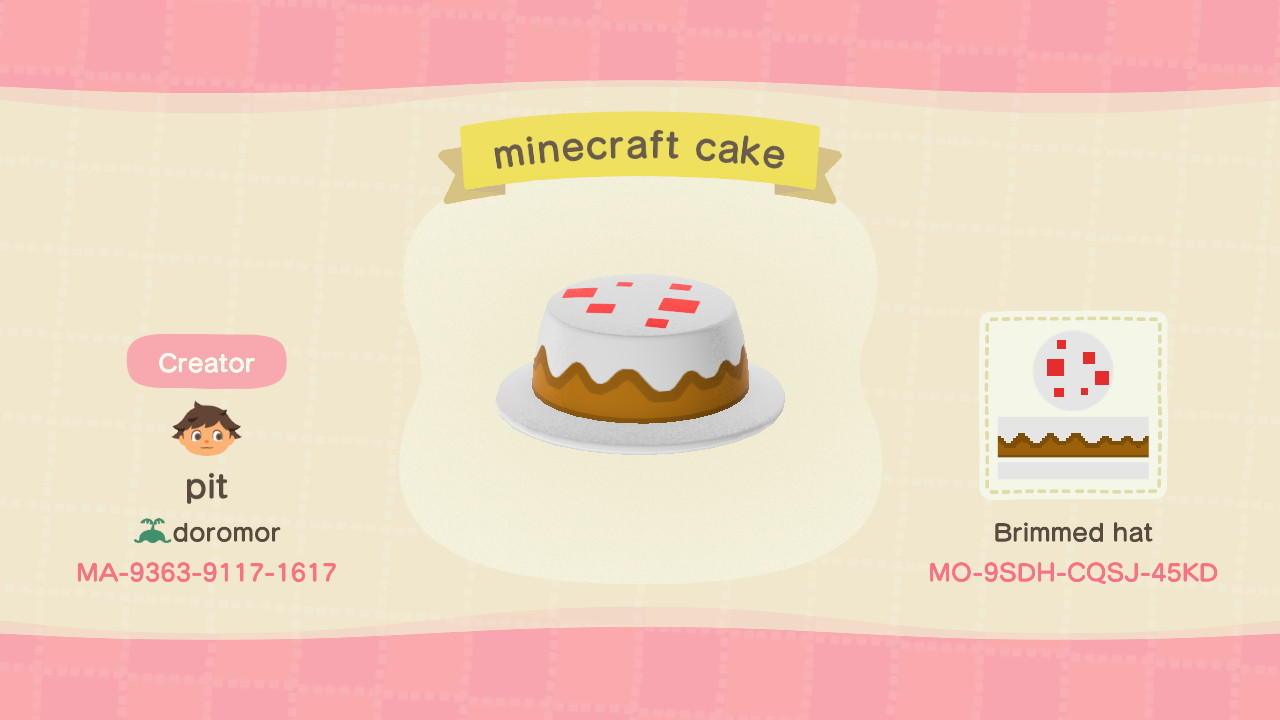 minecraft cake
Creator
pit
doromor
MA-9363-9117-1617
Brimmed hat
MO-9SDH-CQSJ-45KD